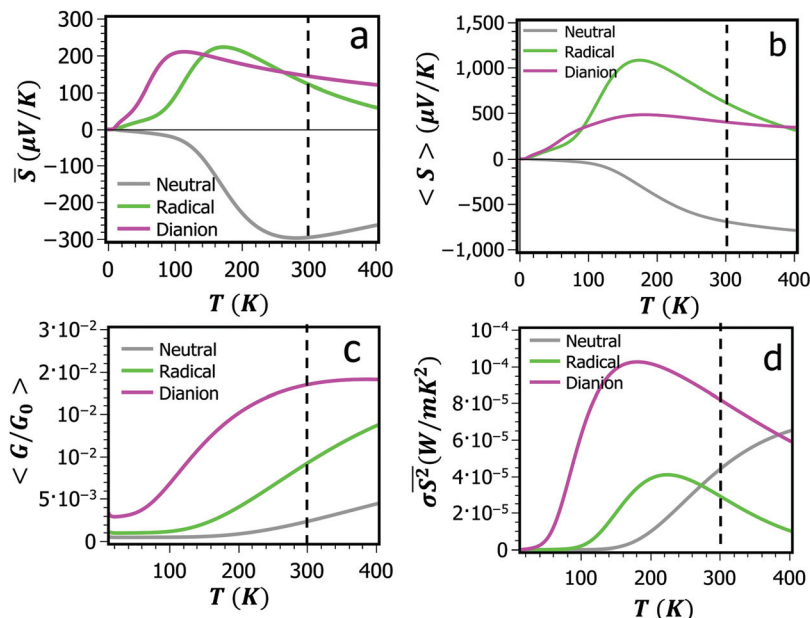 a
300
200
100
0
−100
−200
−300
S̅ (μV/K)
Neutral
Radical
Dianion
0 100 200 300 400
T (K)
b
1,500
1,000
500
0
−500
−1,000
< S > (μV/K)
Neutral
Radical
Dianion
0 100 200 300 400
T (K)
c
3·10⁻²
2·10⁻²
2·10⁻²
1·10⁻²
5·10⁻³
0
< G/G₀ >
Neutral
Radical
Dianion
100 200 300 400
T (K)
d
10⁻⁴
10⁻⁴
8·10⁻⁵
6·10⁻⁵
4·10⁻⁵
2·10⁻⁵
0
σS̅²(W/mK²)
Neutral
Radical
Dianion
100 200 300 400
T (K)